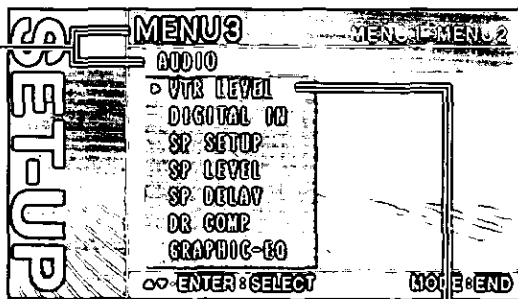 SET-UP
MENU3
MENU1 MENU2
AUDIO
VTR LEVEL
DIGITAL IN
SP SETUP
SP LEVEL
SP DELAY
DR COMP
GRAPHIC-EQ
△▽ ENTER : SELECT
MODE : END